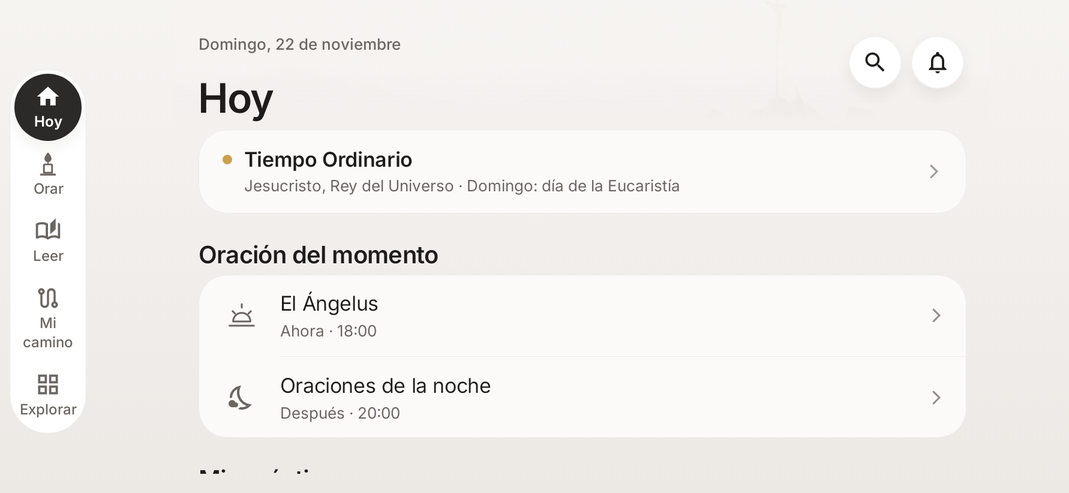 Domingo, 22 de noviembre
Hoy
Hoy
Orar
Leer
Mi
camino
Explorar
Tiempo Ordinario
Jesucristo, Rey del Universo · Domingo: día de la Eucaristía
Oración del momento
El Ángelus
Ahora · 18:00
Oraciones de la noche
Después · 20:00